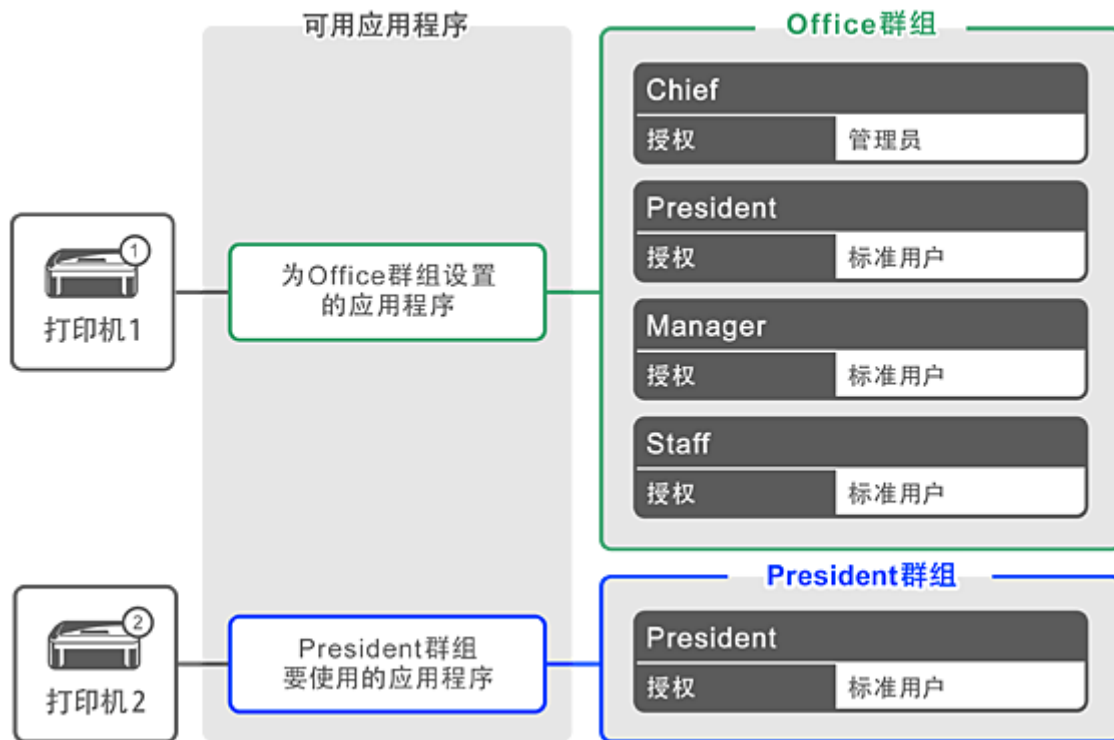 可用应用程序
Office群组
Chief
授权 管理员
President
授权 标准用户
Manager
授权 标准用户
Staff
授权 标准用户
1
打印机1
为Office群组设置
的应用程序
President群组
President
授权 标准用户
2
打印机2
President群组
要使用的应用程序